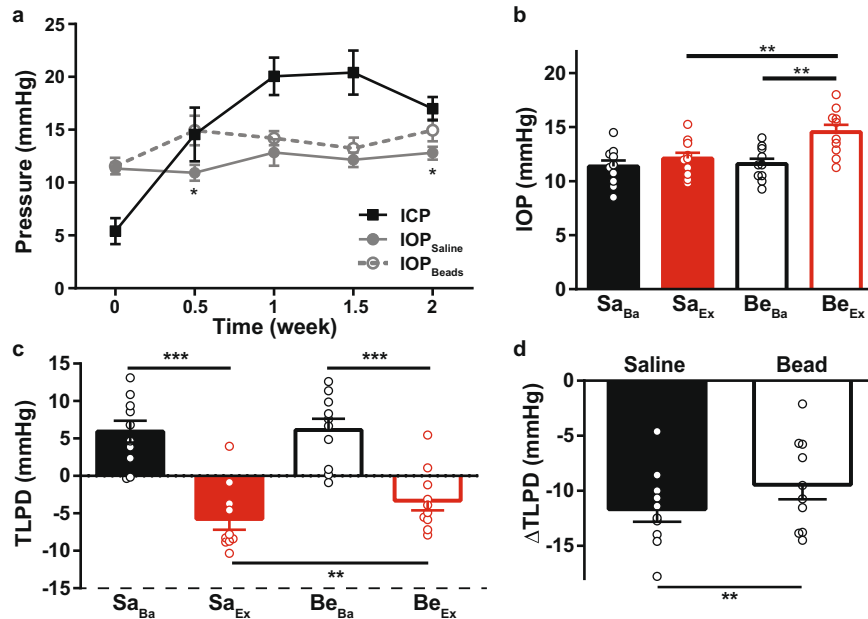 a
Pressure (mmHg)
25
20
15
10
5
0
*
*
ICP
IOPSaline
IOPBeads
0 0.5 1 1.5 2
Time (week)
b
IOP (mmHg)
20
15
10
5
0
**
**
SaBa SaEx BeBa BeEx
c
TLPD (mmHg)
15
10
5
0
-5
-10
-15
*** ***
**
SaBa SaEx BeBa BeEx
d
Saline Bead
ΔTLPD (mmHg)
0
-5
-10
-15
**